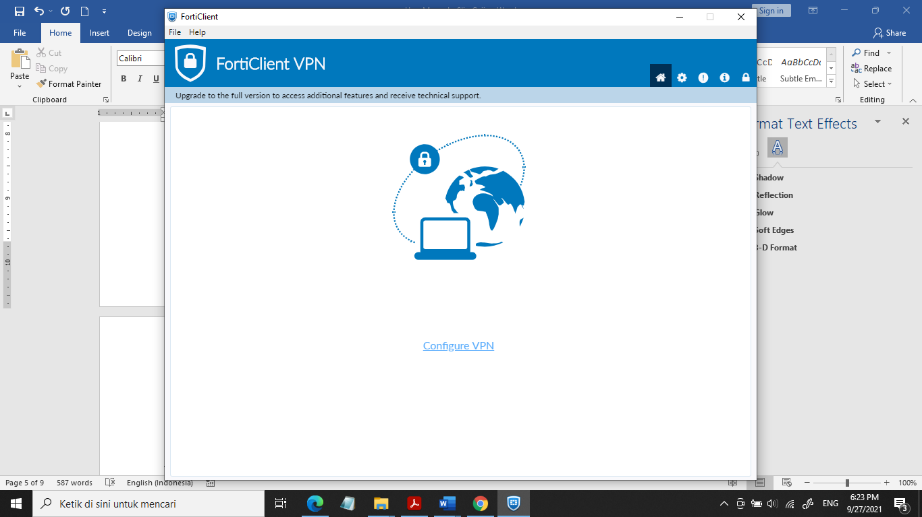 Sign in
File
Home
Insert
Design
Share
Paste
Cut
Copy
Format Painter
Clipboard
Calibri
B
I
U
FortiClient
File
Help
FortiClient VPN
Upgrade to the full version to access additional features and receive technical support.
Configure VPN
AaBbCcDc
Subtle Em...
Find
Replace
Select
Editing
Format Text Effects
Shadow
Reflection
Glow
Soft Edges
3-D Format
Page 5 of 9
587 words
English (Indonesia)
100%
Ketik di sini untuk mencari
ENG
6:23 PM
9/27/2021
3